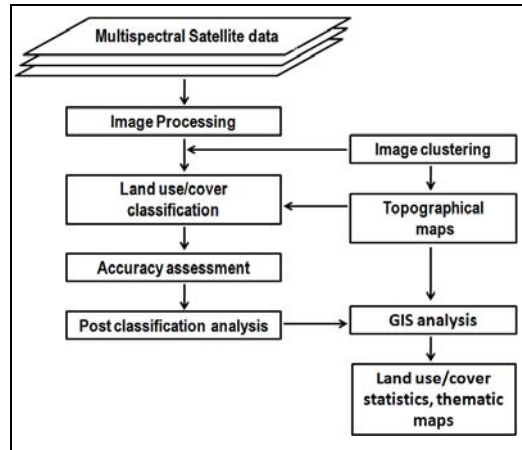 Multispectral Satellite data
Image Processing
Image clustering
Land use/cover
classification
Topographical
maps
Accuracy assessment
Post classification analysis
GIS analysis
Land use/cover
statistics, thematic
maps